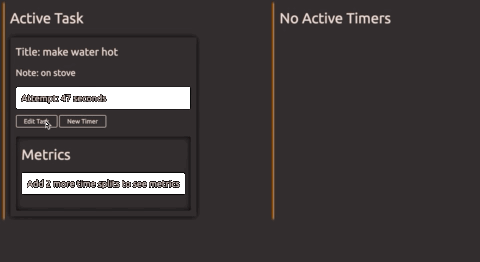 Active Task
No Active Timers
Title: make water hot
Note: on stove
Attempt: 47 seconds
Edit Task
New Timer
Metrics
Add 2 more time splits to see metrics